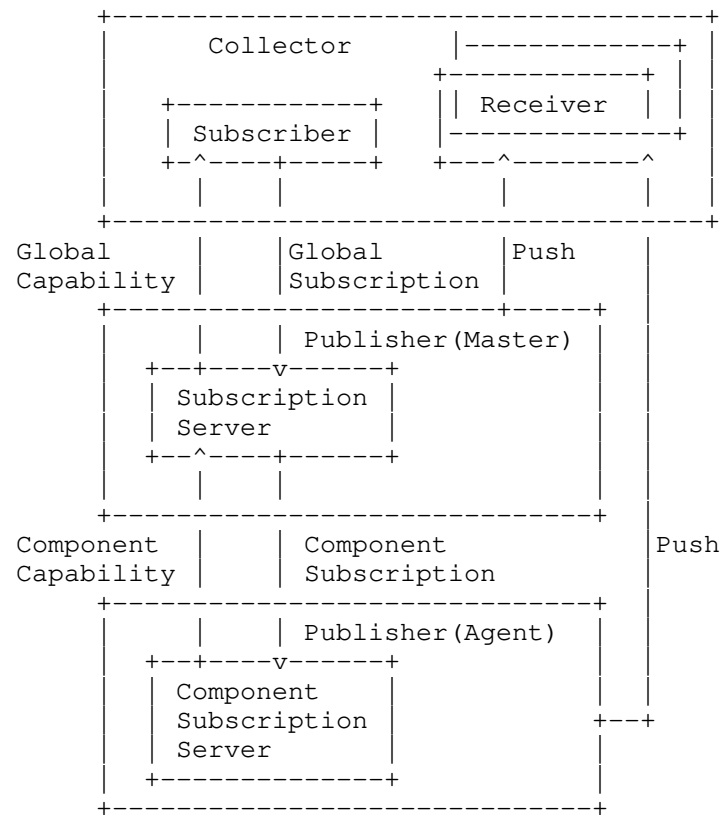 Collector
Receiver
Subscriber
Global Global Push
Capability Subscription
Publisher(Master)
Subscription
Server
Component Component Push
Capability Subscription
Publisher(Agent)
Component
Subscription
Server